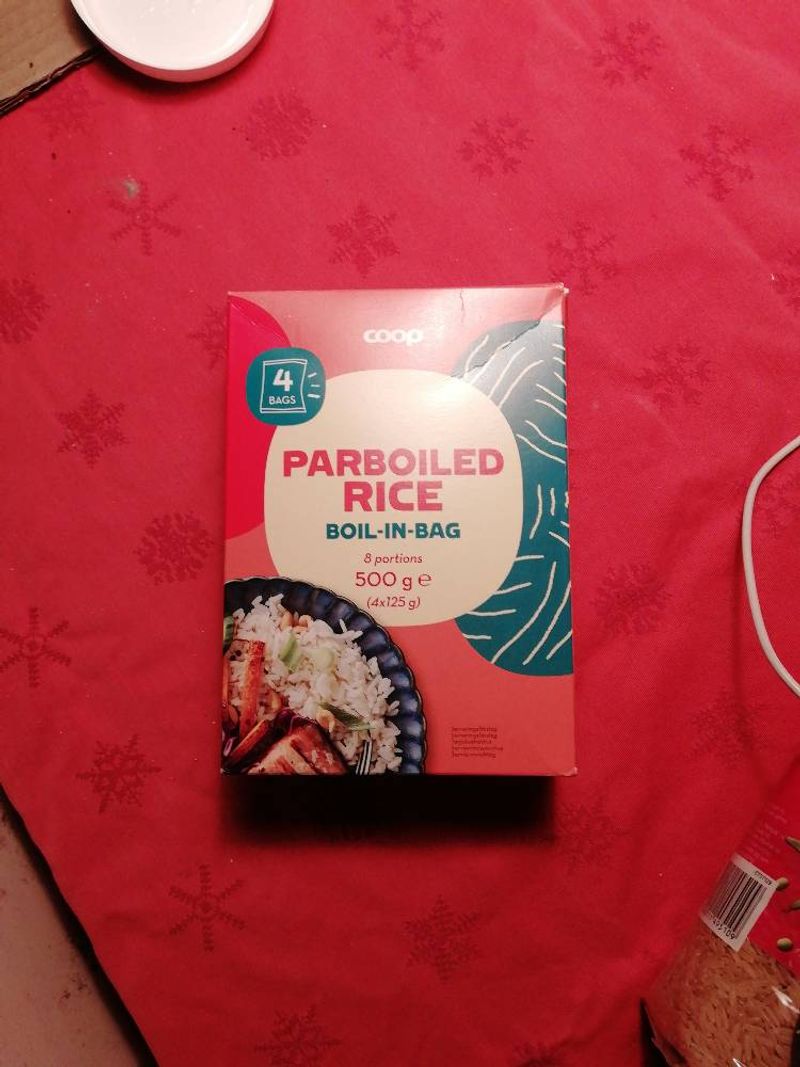 coop
4
BAGS
PARBOILED
RICE
BOIL-IN-BAG
8 portions
500 g ℮
(4x125 g)